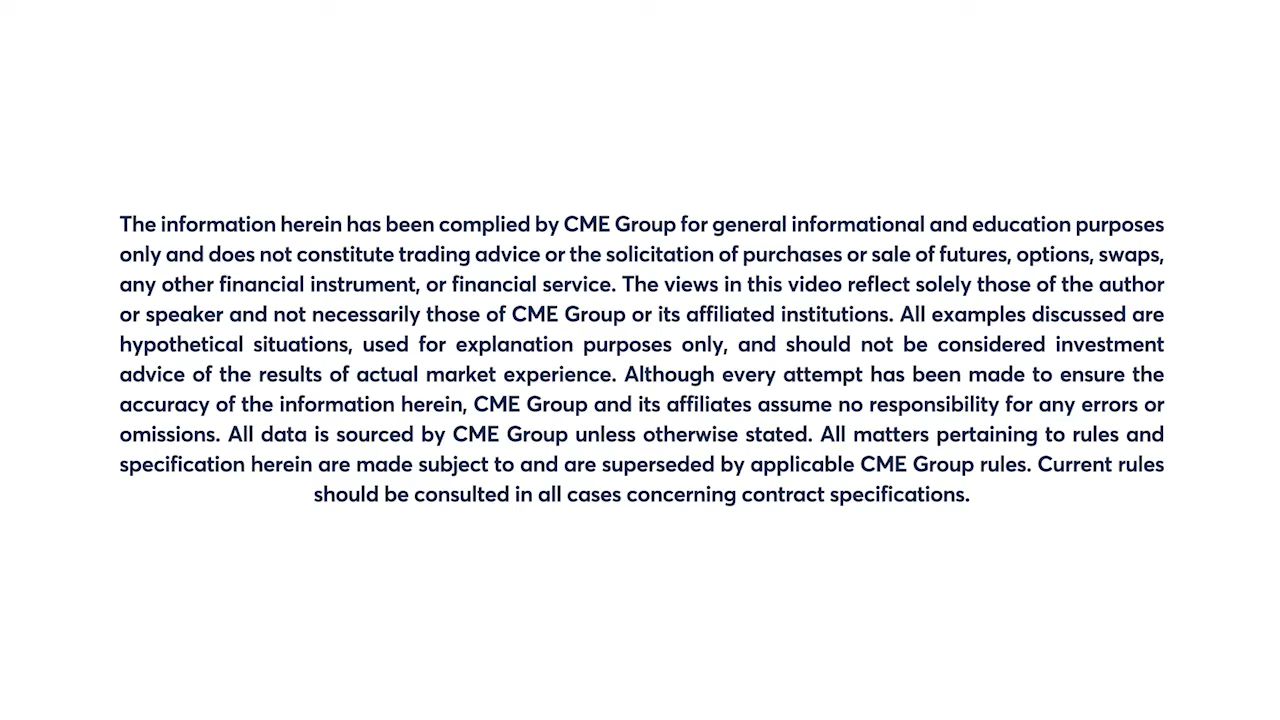 The information herein has been complied by CME Group for general informational and education purposes
only and does not constitute trading advice or the solicitation of purchases or sale of futures, options, swaps,
any other financial instrument, or financial service. The views in this video reflect solely those of the author
or speaker and not necessarily those of CME Group or its affiliated institutions. All examples discussed are
hypothetical situations, used for explanation purposes only, and should not be considered investment
advice of the results of actual market experience. Although every attempt has been made to ensure the
accuracy of the information herein, CME Group and its affiliates assume no responsibility for any errors or
omissions. All data is sourced by CME Group unless otherwise stated. All matters pertaining to rules and
specification herein are made subject to and are superseded by applicable CME Group rules. Current rules
should be consulted in all cases concerning contract specifications.